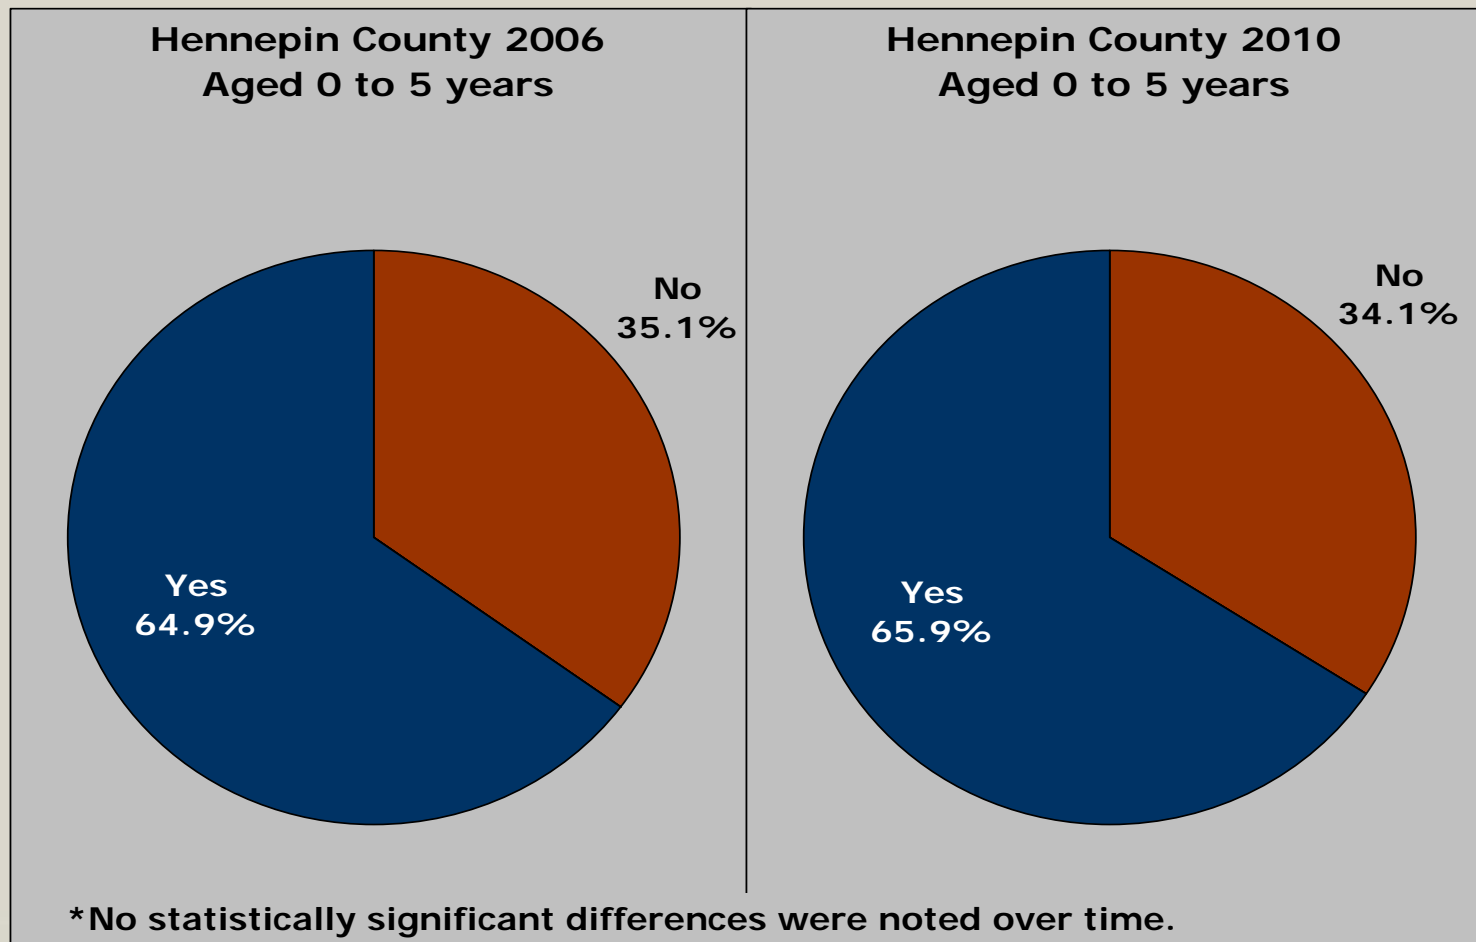 Hennepin County 2006
Aged 0 to 5 years
No
35.1%
Yes
64.9%
Hennepin County 2010
Aged 0 to 5 years
No
34.1%
Yes
65.9%
*No statistically significant differences were noted over time.